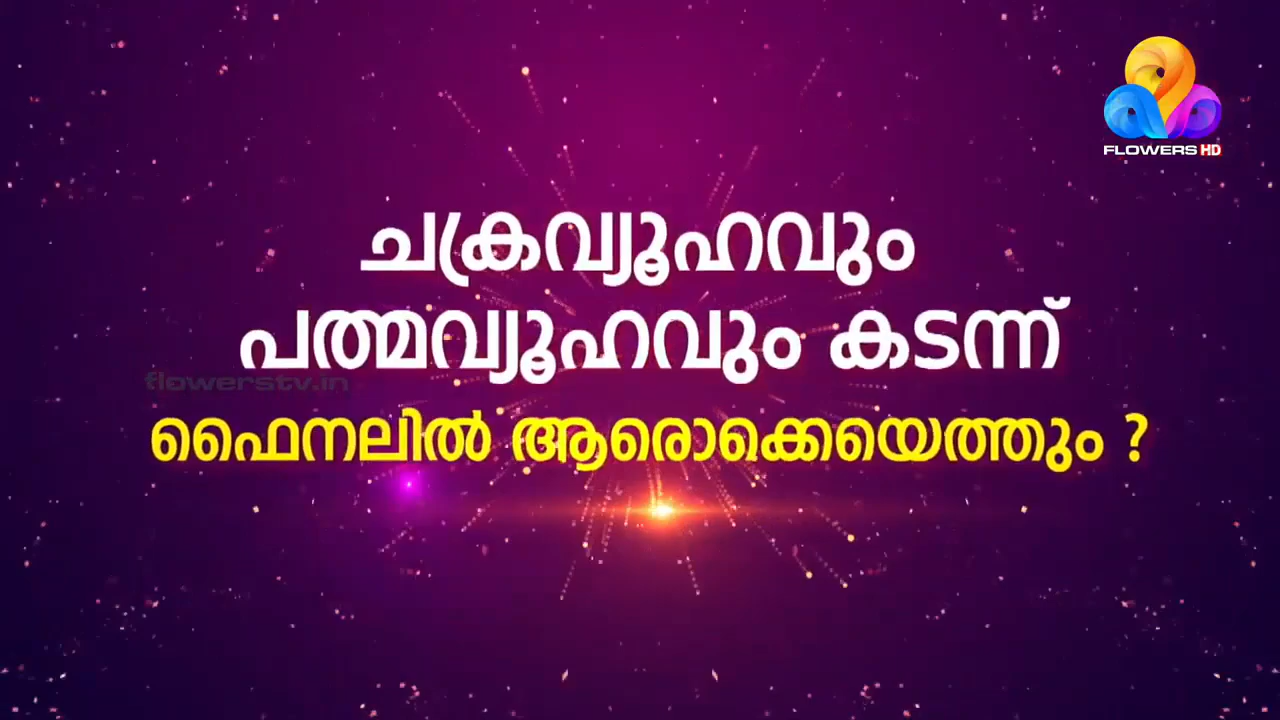 FLOWERS HD
ചക്രവ്യൂഹവും
പത്മവ്യൂഹവും കടന്ന്
flowerstv.in
ഫൈനലിൽ ആരൊക്കെയെത്തും ?